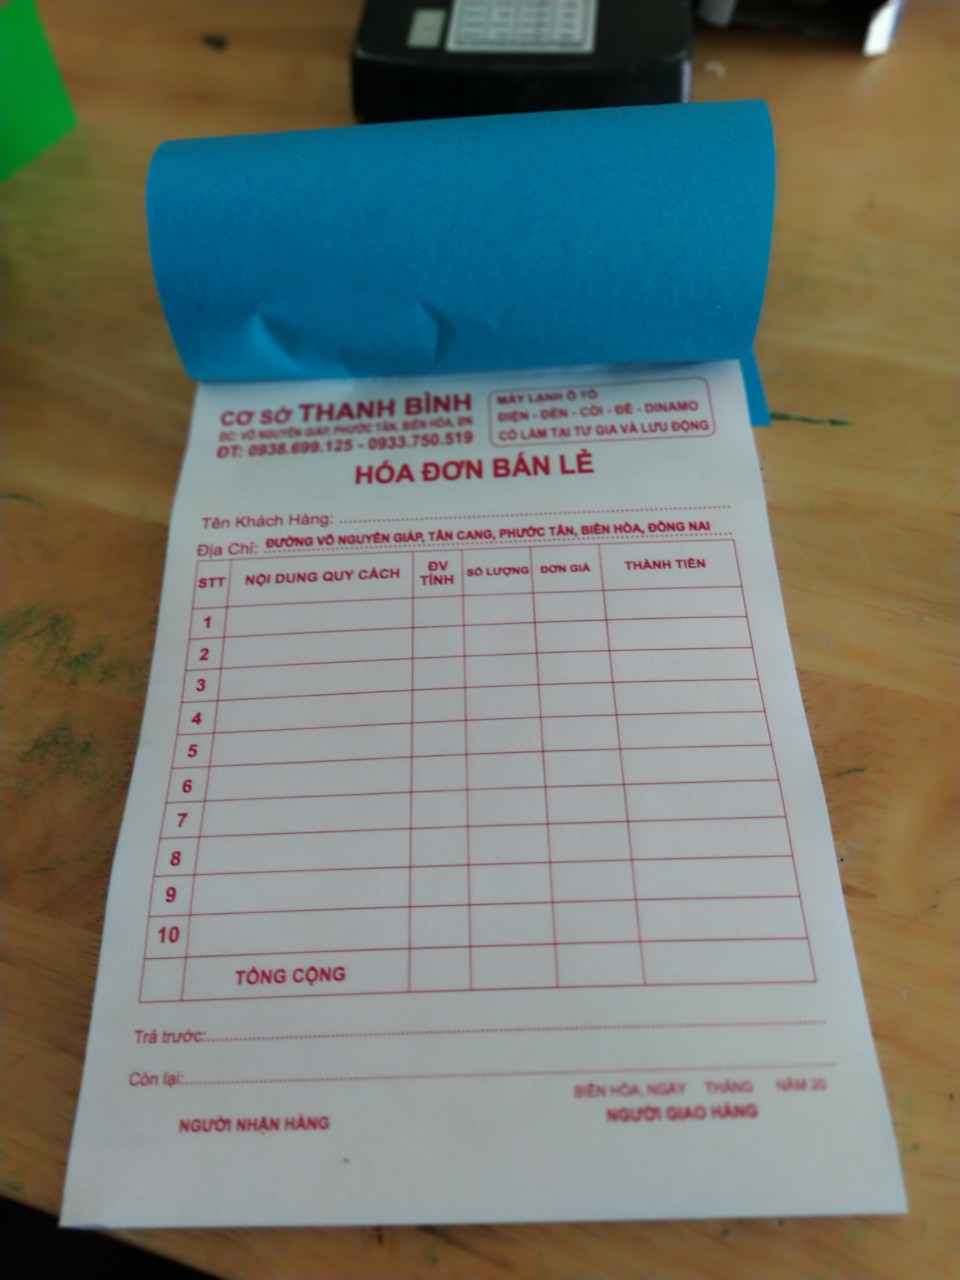 CƠ SỞ THANH BÌNH
ĐC: VÕ NGUYÊN GIÁP, PHƯỚC TÂN, BIÊN HÒA, ĐN
ĐT: 0938.699.125 - 0933.750.519
MÁY LẠNH Ô TÔ
ĐIỆN - ĐÈN - CÒI - ĐỀ - DINAMO
CÓ LÀM TẠI TƯ GIA VÀ LƯU ĐỘNG
HÓA ĐƠN BÁN LẺ
Tên Khách Hàng:
Địa Chỉ: ĐƯỜNG VÕ NGUYÊN GIÁP, TÂN CANG, PHƯỚC TÂN, BIÊN HÒA, ĐỒNG NAI
STT NỘI DUNG QUY CÁCH ĐV TÍNH SỐ LƯỢNG ĐƠN GIÁ THÀNH TIỀN
1
2
3
4
5
6
7
8
9
10
TỔNG CỘNG
Trả trước:
Còn lại:
BIÊN HÒA, NGÀY THÁNG NĂM 20
NGƯỜI NHẬN HÀNG NGƯỜI GIAO HÀNG